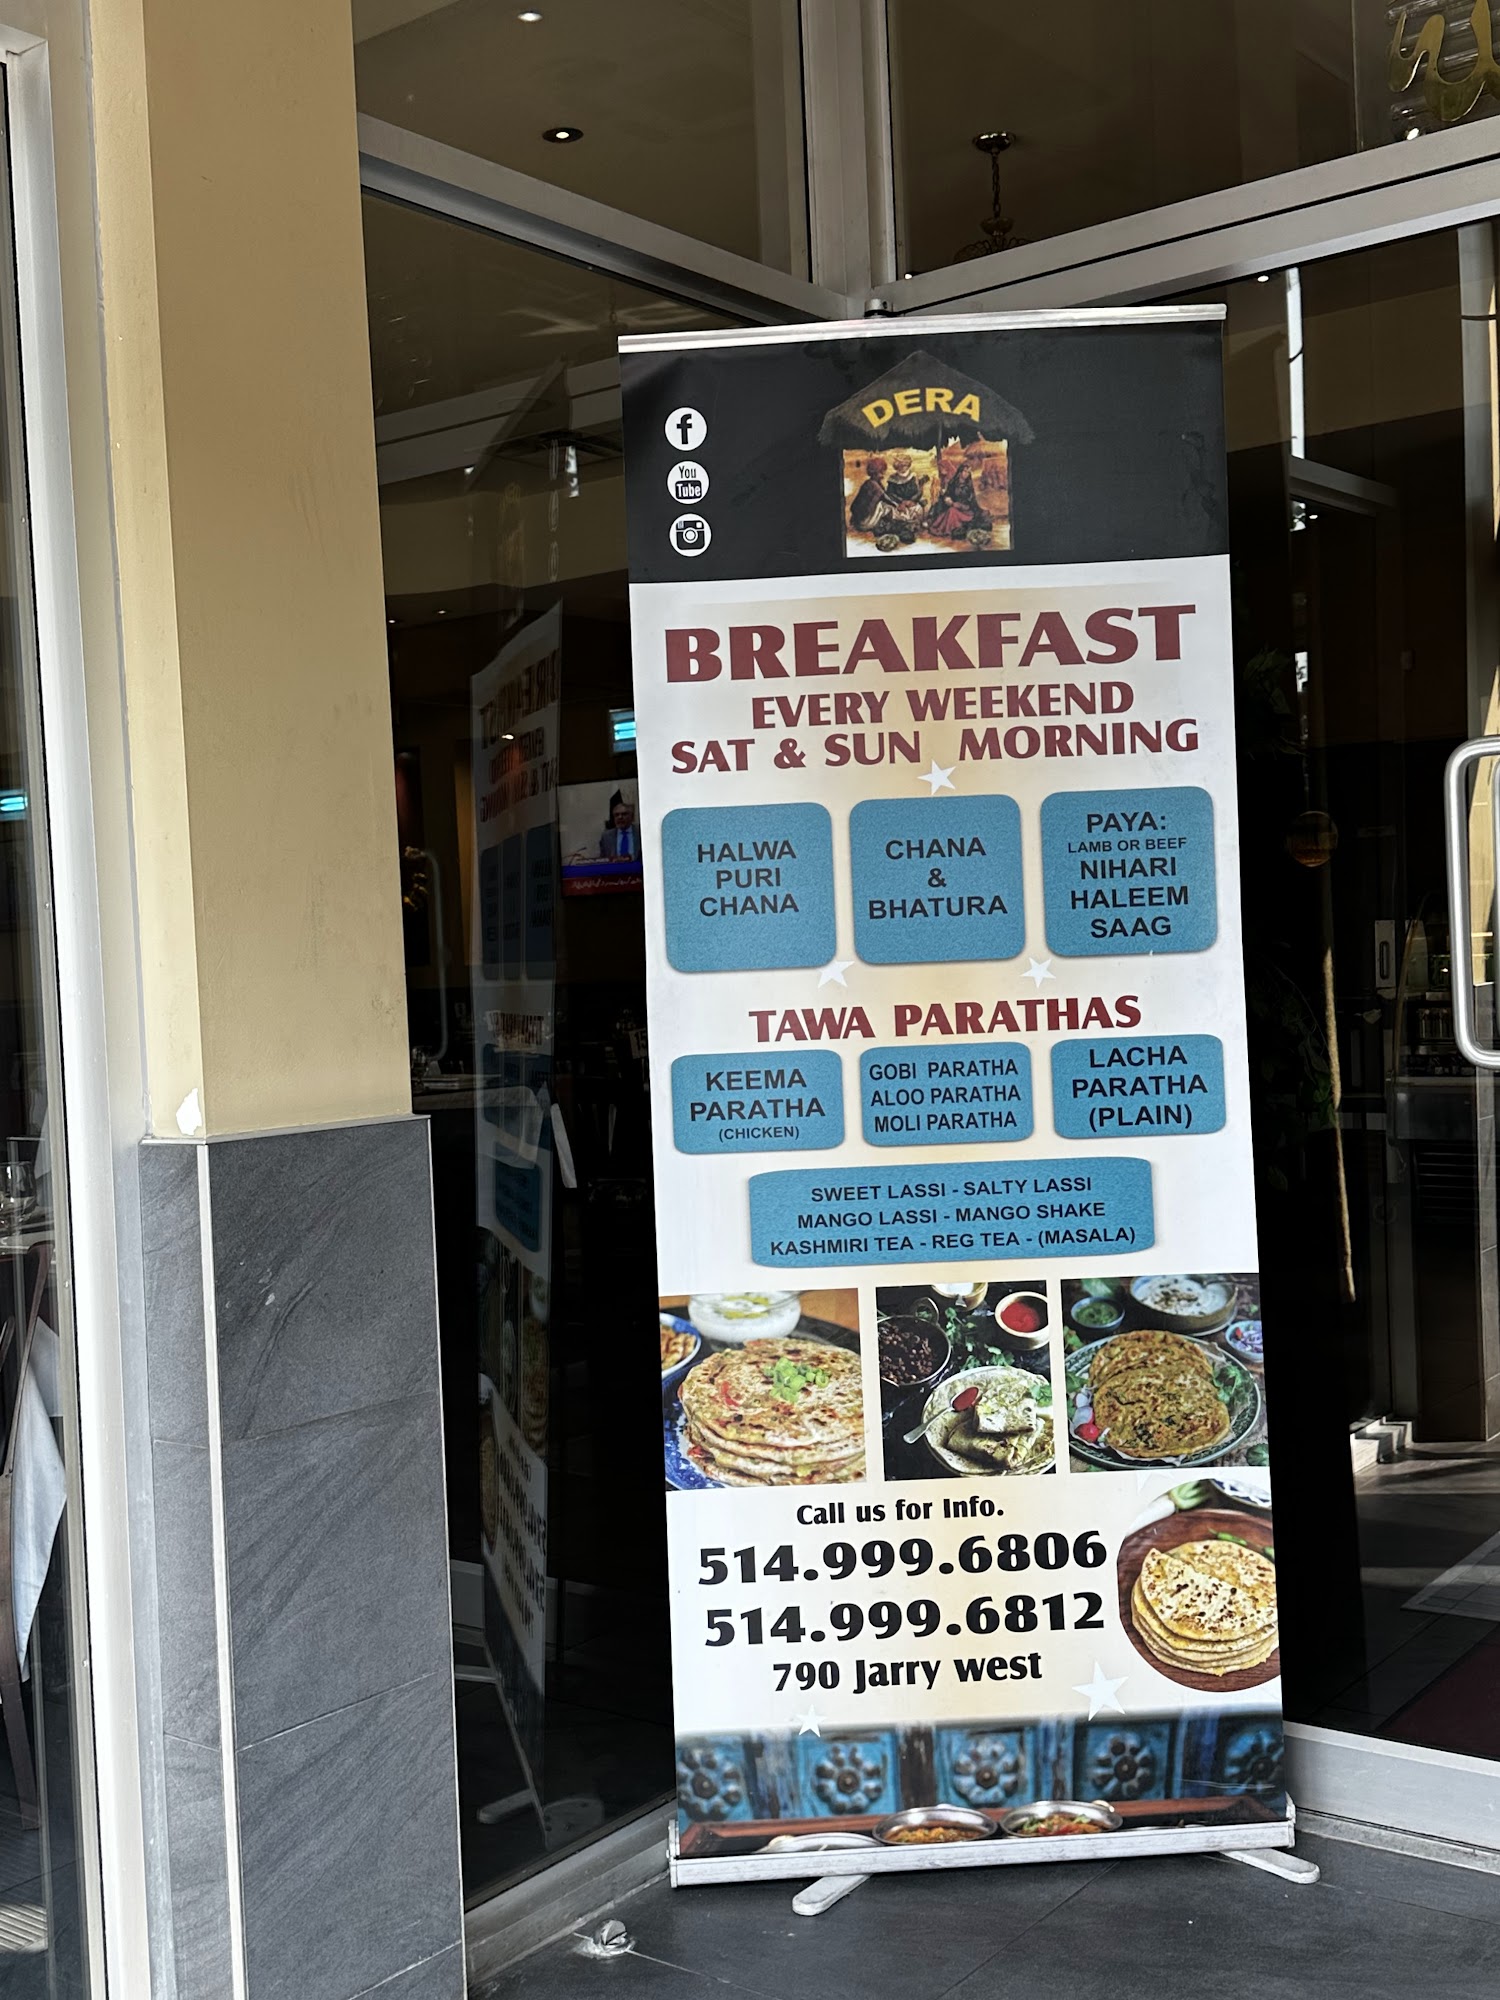 DERA
f
You
Tube
BREAKFAST
EVERY WEEKEND
SAT & SUN MORNING
HALWA
PURI
CHANA
CHANA
&
BHATURA
PAYA:
LAMB OR BEEF
NIHARI
HALEEM
SAAG
TAWA PARATHAS
KEEMA
PARATHA
(CHICKEN)
GOBI PARATHA
ALOO PARATHA
MOLI PARATHA
LACHA
PARATHA
(PLAIN)
SWEET LASSI - SALTY LASSI
MANGO LASSI - MANGO SHAKE
KASHMIRI TEA - REG TEA - (MASALA)
Call us for Info.
514.999.6806
514.999.6812
790 Jarry west